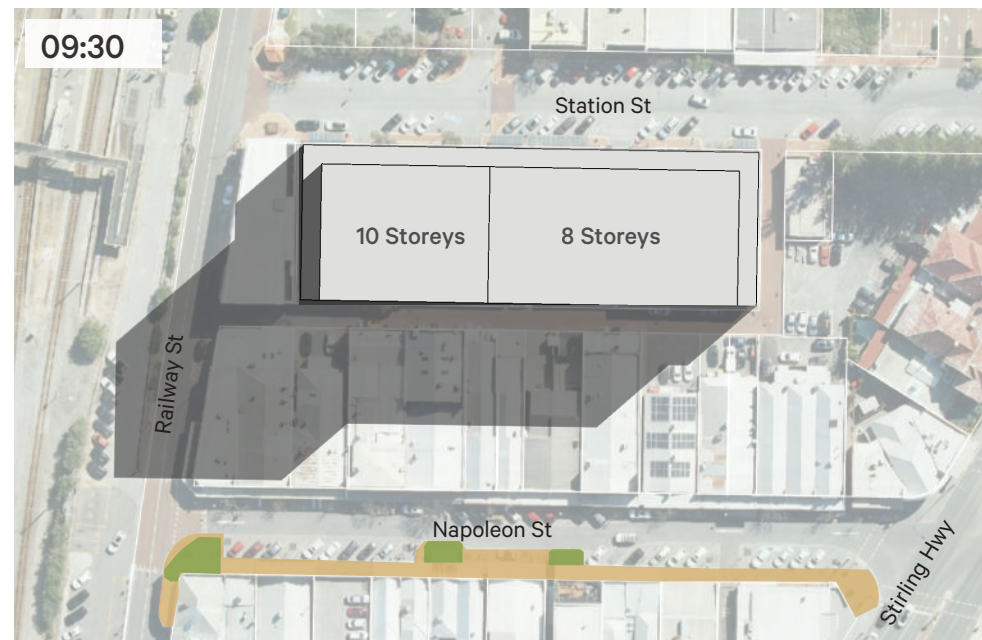 09:30
Station St
10 Storeys
8 Storeys
Railway St
Napoleon St
Stirling Hwy